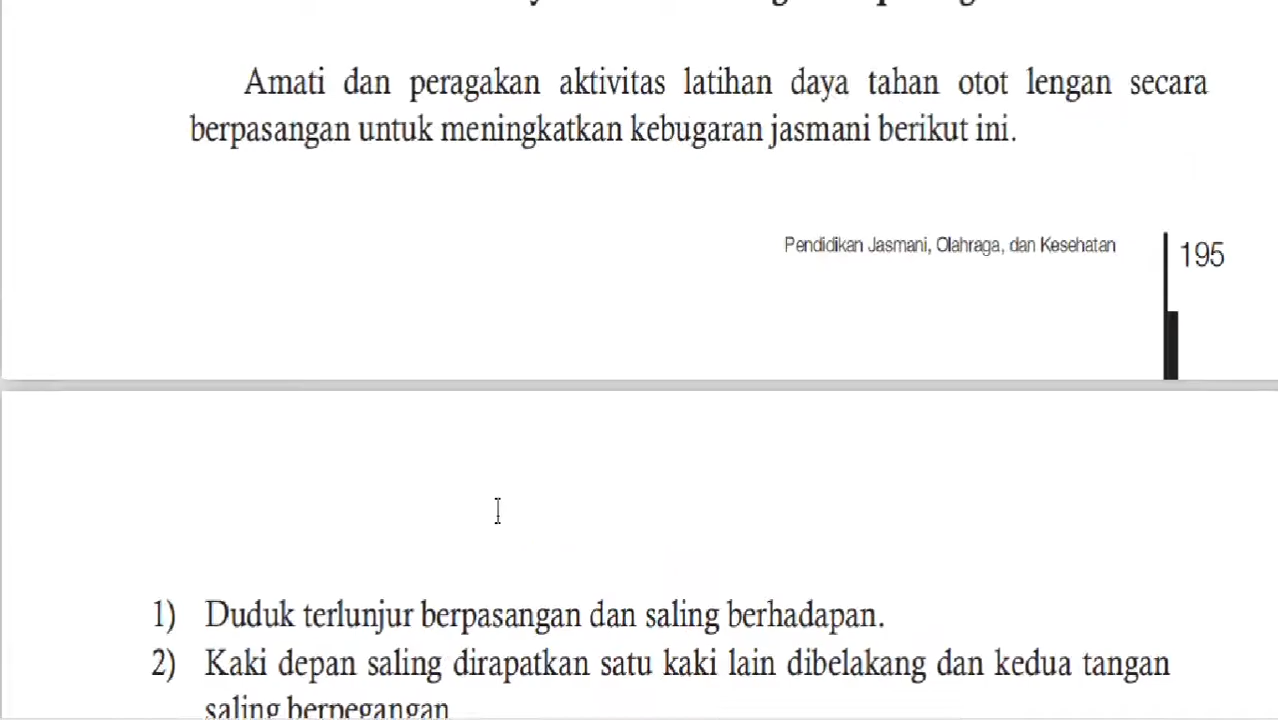 Amati dan peragakan aktivitas latihan daya tahan otot lengan secara
berpasangan untuk meningkatkan kebugaran jasmani berikut ini.
Pendidikan Jasmani, Olahraga, dan Kesehatan
195
1) Duduk terlunjur berpasangan dan saling berhadapan.
2) Kaki depan saling dirapatkan satu kaki lain dibelakang dan kedua tangan
saling berpegangan